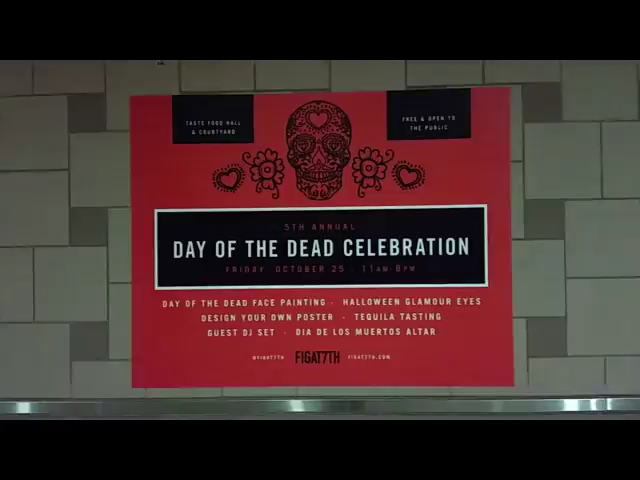 TASTE FOOD HALL
& COURTYARD
FREE & OPEN TO
THE PUBLIC
5TH ANNUAL
DAY OF THE DEAD CELEBRATION
FRIDAY OCTOBER 25 · 11AM-8PM
DAY OF THE DEAD FACE PAINTING · HALLOWEEN GLAMOUR EYES
DESIGN YOUR OWN POSTER · TEQUILA TASTING
GUEST DJ SET · DIA DE LOS MUERTOS ALTAR
@FIGAT7TH FIGAT7TH FIGAT7TH.COM